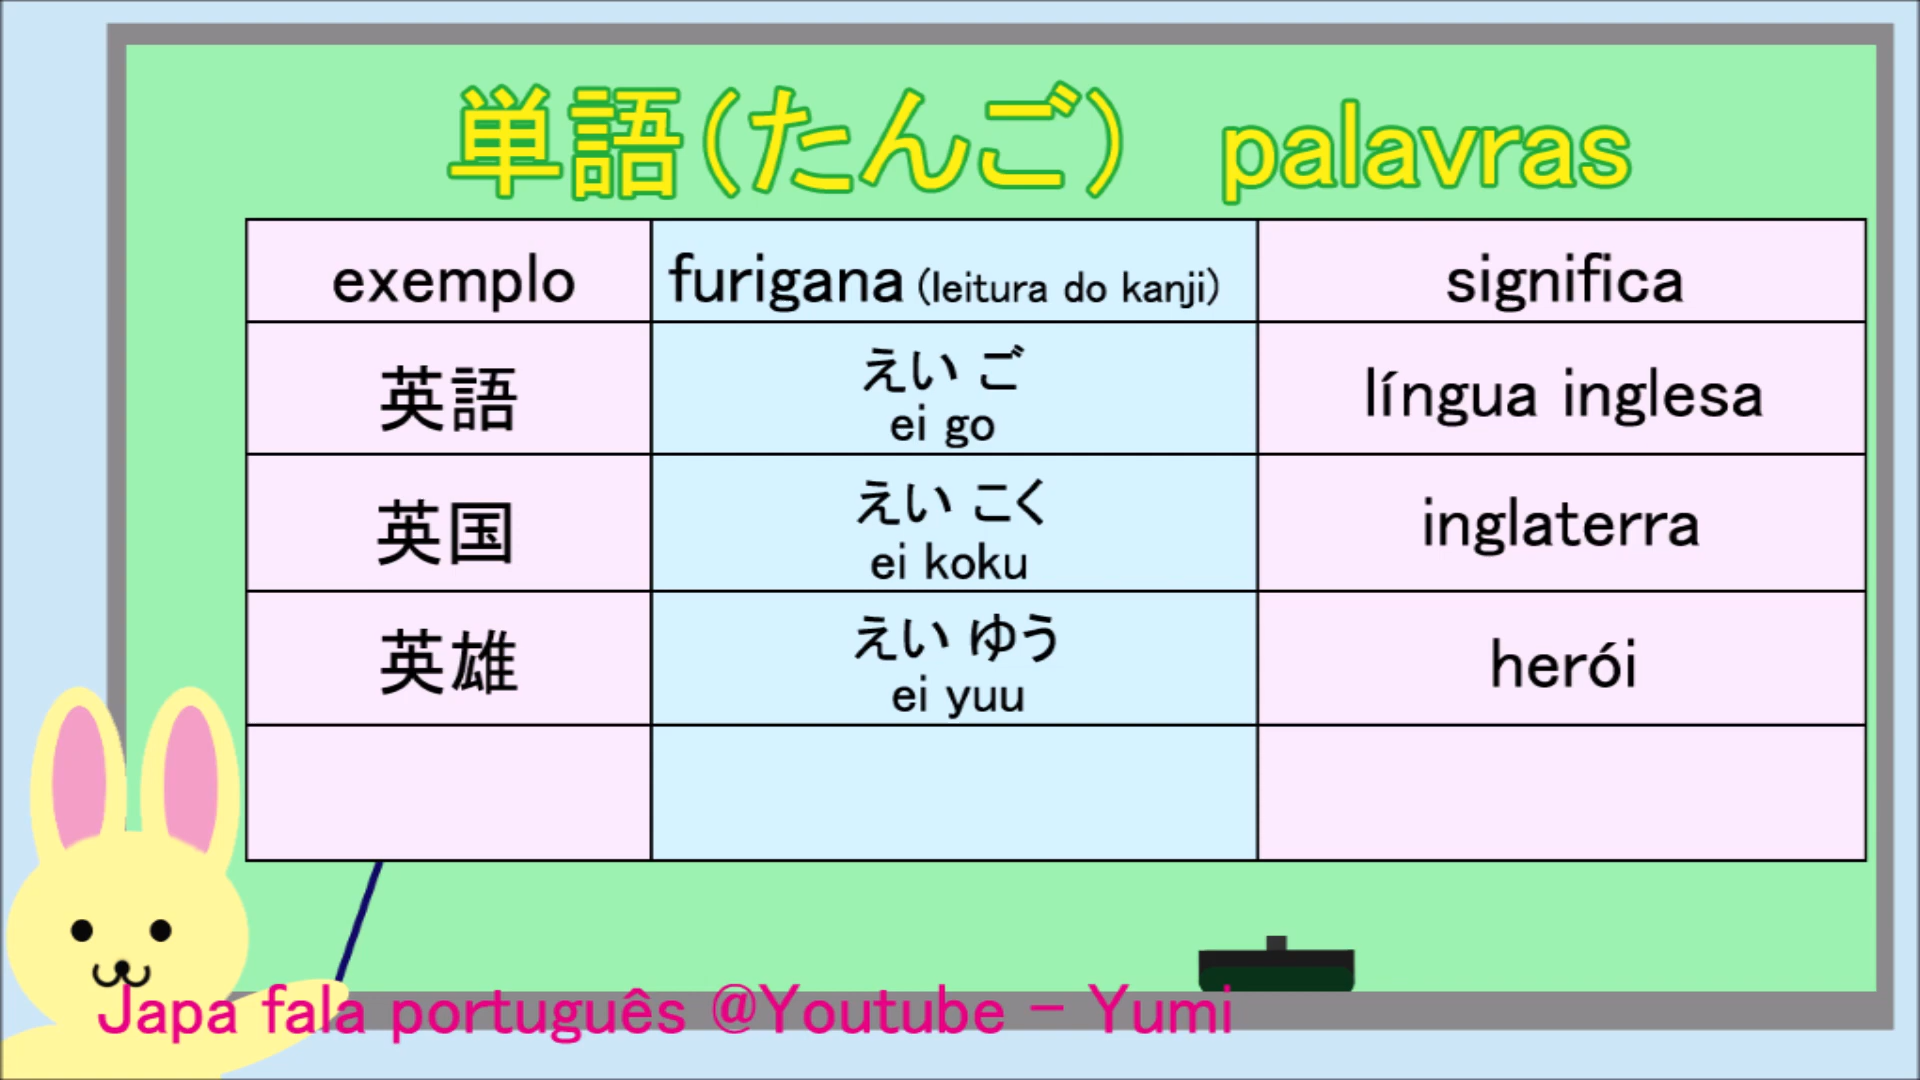 単語(たんご) palavras
exemplo furigana (leitura do kanji) significa
英語 えい ご língua inglesa
ei go
英国 えい こく inglaterra
ei koku
英雄 えい ゆう herói
ei yuu
Japa fala português @Youtube - Yumi